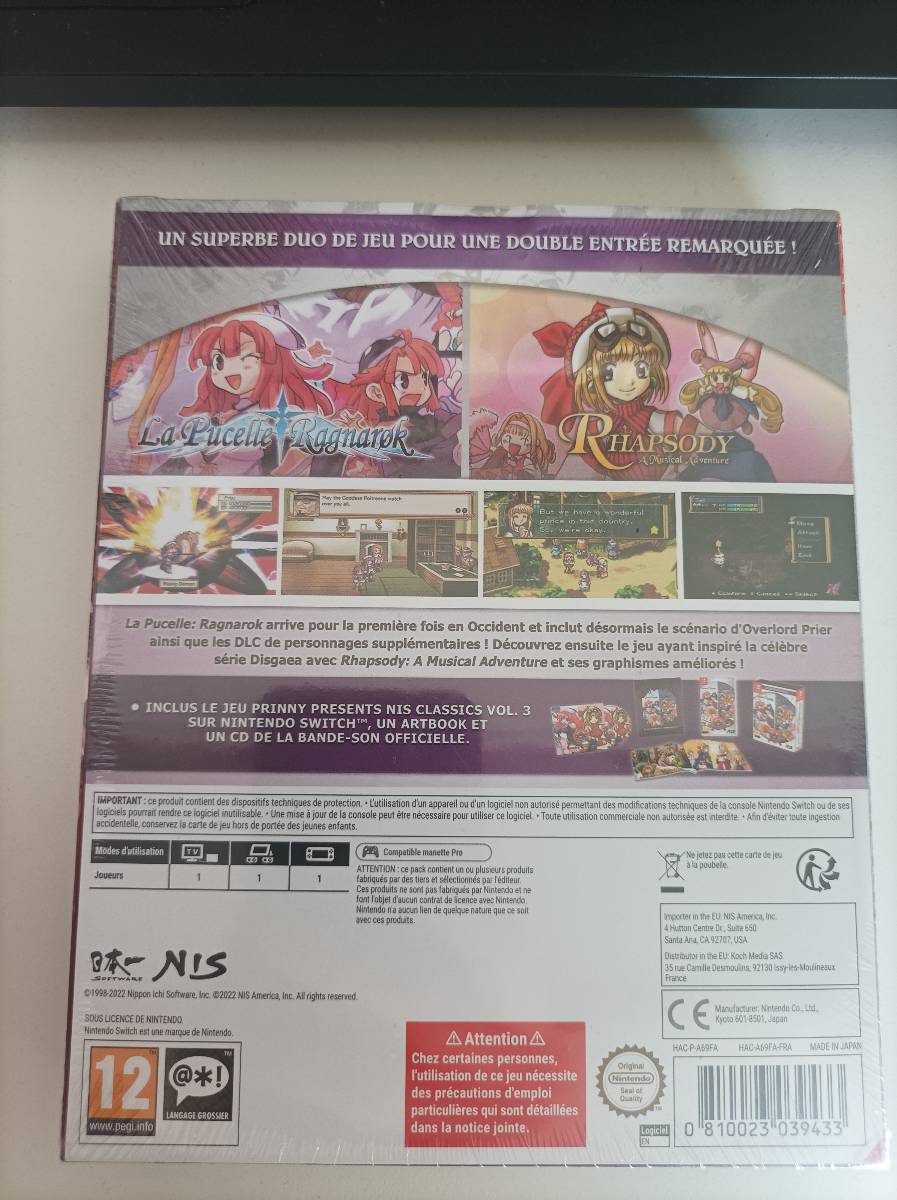 UN SUPERBE DUO DE JEU POUR UNE DOUBLE ENTRÉE REMARQUÉE !
La Pucelle Ragnarok
RHAPSODY
A Musical Adventure
May the Goddess Poitreene watch
over you all.
But we have a wonderful
prince in this country.
So, we're okay.
Move
Attack
Item
End
La Pucelle: Ragnarok arrive pour la première fois en Occident et inclut désormais le scénario d'Overlord Prier
ainsi que les DLC de personnages supplémentaires ! Découvrez ensuite le jeu ayant inspiré la célèbre
série Disgaea avec Rhapsody: A Musical Adventure et ses graphismes améliorés !
• INCLUS LE JEU PRINNY PRESENTS NIS CLASSICS VOL. 3
SUR NINTENDO SWITCH™, UN ARTBOOK ET
UN CD DE LA BANDE-SON OFFICIELLE.
IMPORTANT : ce produit contient des dispositifs techniques de protection. • L'utilisation d'un appareil ou d'un logiciel non autorisé permettant des modifications techniques de la console Nintendo Switch ou de ses
logiciels pourrait rendre ce logiciel inutilisable. • Une mise à jour de la console peut être nécessaire pour utiliser ce logiciel. • Toute utilisation commerciale non autorisée est interdite. • Afin d'éviter toute ingestion
accidentelle, conservez la carte de jeu hors de portée des jeunes enfants.
Modes d'utilisation TV
Joueurs 1 1 1
Compatible manette Pro
ATTENTION : ce pack contient un ou plusieurs produits
fabriqués par des tiers et sélectionnés par l'éditeur.
Ces produits ne sont pas fabriqués par Nintendo et ne
font l'objet d'aucun contrat de licence avec Nintendo.
Nintendo n'a aucun lien de quelque nature que ce soit
avec ces produits.
Ne jetez pas cette carte de jeu
à la poubelle.
Importer in the EU: NIS America, Inc.
4 Hutton Centre Dr., Suite 650
Santa Ana, CA 92707, USA
Distributor in the EU: Koch Media SAS
35 rue Camille Desmoulins, 92130 Issy-les-Moulineaux
France
CE
Manufacturer: Nintendo Co., Ltd.,
Kyoto 601-8501, Japan
日本一
SOFTWARE
NIS
©1998-2022 Nippon Ichi Software, Inc. ©2022 NIS America, Inc. All rights reserved.
SOUS LICENCE DE NINTENDO.
Nintendo Switch est une marque de Nintendo.
12
www.pegi.info
@*!
LANGAGE GROSSIER
⚠ Attention ⚠
Chez certaines personnes,
l'utilisation de ce jeu nécessite
des précautions d'emploi
particulières qui sont détaillées
dans la notice jointe.
Original
Nintendo
Seal of
Quality
Logiciel
EN
HAC-P-A69FA HAC-A69FA-FRA MADE IN JAPAN
0 810023 039433